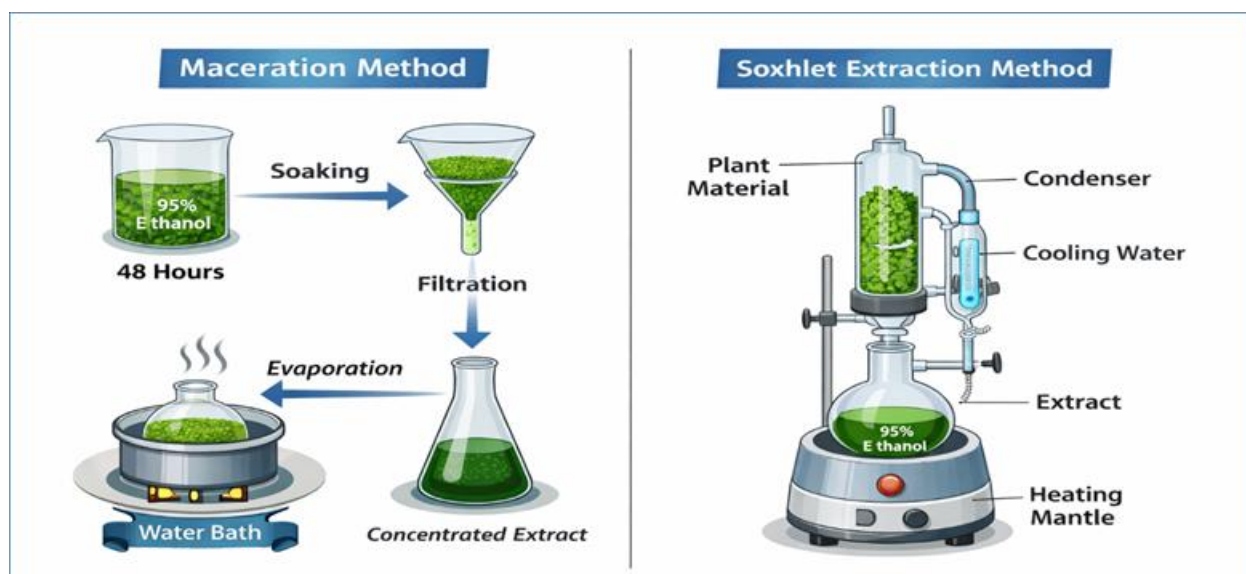 Maceration Method
95%
E thanol
48 Hours
Soaking
Filtration
Evaporation
Water Bath
Concentrated Extract
Soxhlet Extraction Method
Plant
Material
Condenser
Cooling Water
95%
E thanol
Extract
Heating
Mantle